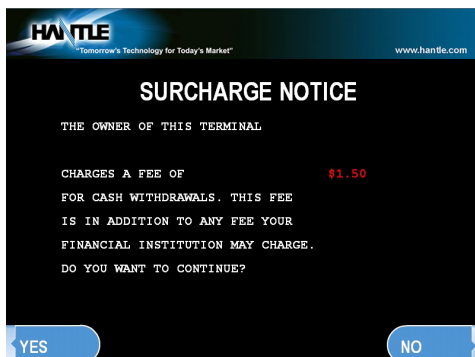 HANTLE
"Tomorrow's Technology for Today's Market"
www.hantle.com
SURCHARGE NOTICE
THE OWNER OF THIS TERMINAL
CHARGES A FEE OF $1.50
FOR CASH WITHDRAWALS. THIS FEE
IS IN ADDITION TO ANY FEE YOUR
FINANCIAL INSTITUTION MAY CHARGE.
DO YOU WANT TO CONTINUE?
YES
NO